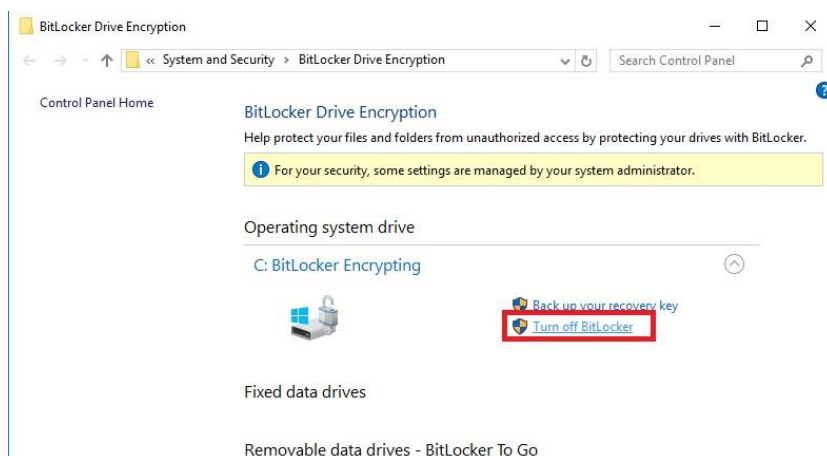 BitLocker Drive Encryption
« System and Security › BitLocker Drive Encryption
Search Control Panel
Control Panel Home
BitLocker Drive Encryption
Help protect your files and folders from unauthorized access by protecting your drives with BitLocker.
For your security, some settings are managed by your system administrator.
Operating system drive
C: BitLocker Encrypting
Back up your recovery key
Turn off BitLocker
Fixed data drives
Removable data drives - BitLocker To Go